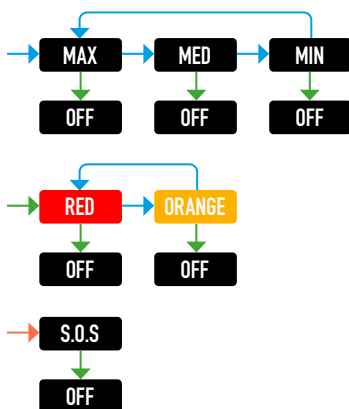 MAX MED MIN
OFF OFF OFF
RED ORANGE
OFF OFF
S.O.S
OFF